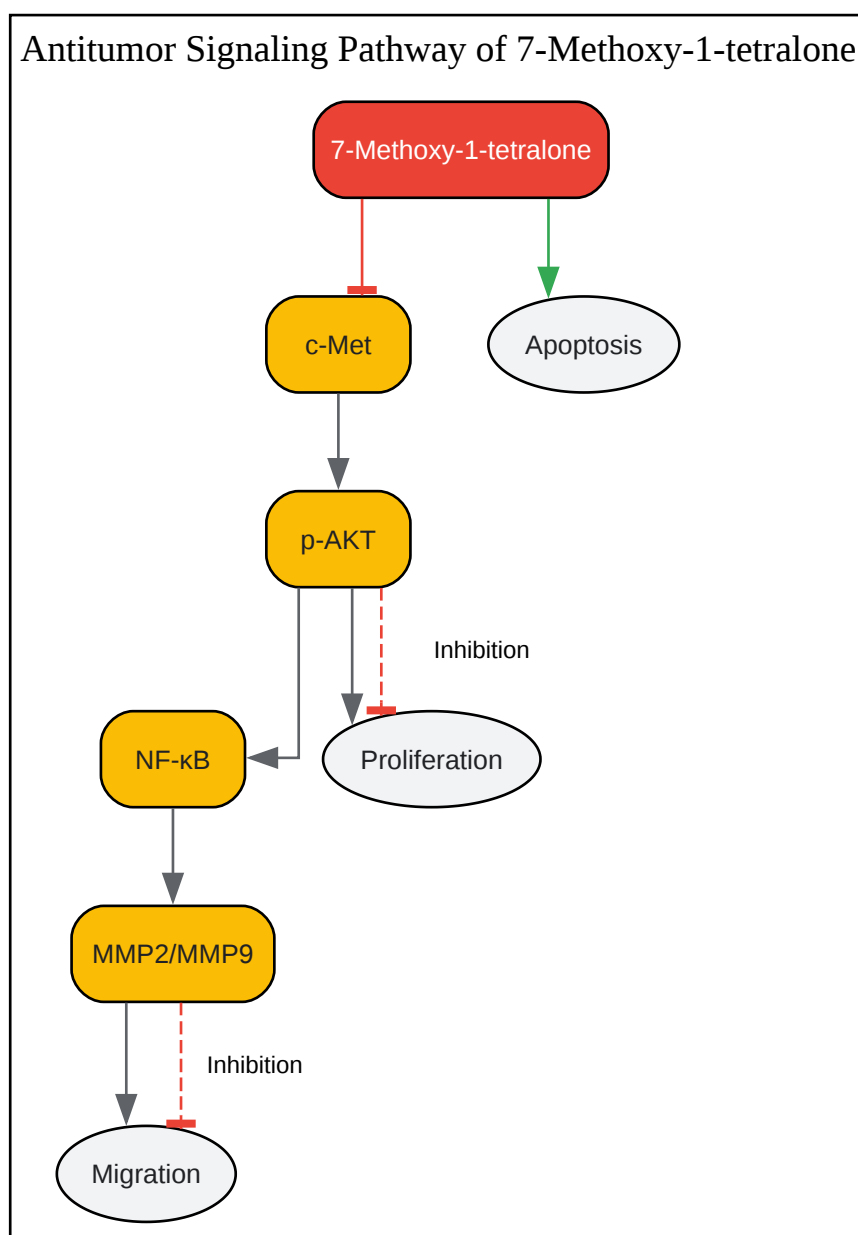 Antitumor Signaling Pathway of 7-Methoxy-1-tetralone
7-Methoxy-1-tetralone
c-Met
Apoptosis
p-AKT
Inhibition
NF-κB
Proliferation
MMP2/MMP9
Inhibition
Migration